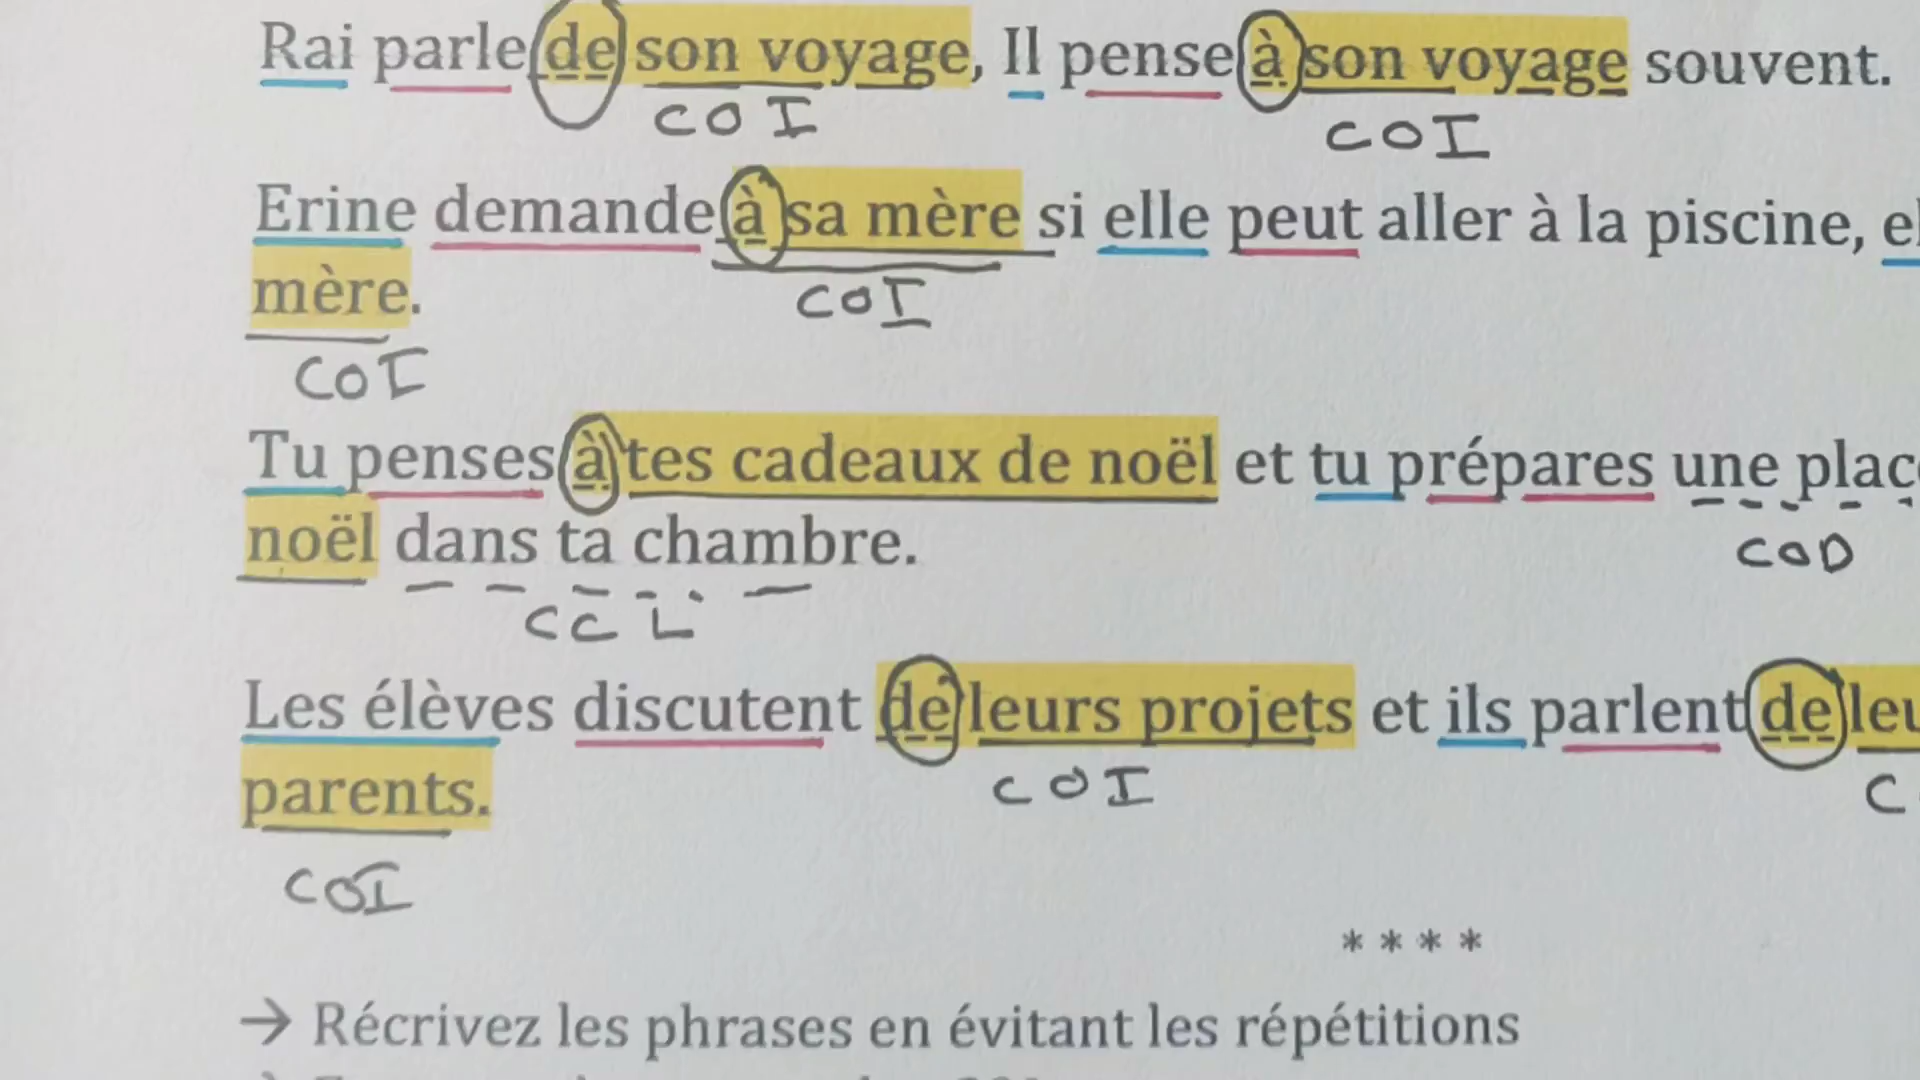 Rai parle de son voyage, Il pense à son voyage souvent.
COI COI
Erine demande à sa mère si elle peut aller à la piscine,
mère.
COI
COI
Tu penses à tes cadeaux de noël et tu prépares une
noël dans ta chambre.
COD
CCL
Les élèves discutent de leurs projets et ils parlent de
parents.
COI
COI
* * * *
→ Récrivez les phrases en évitant les répétitions